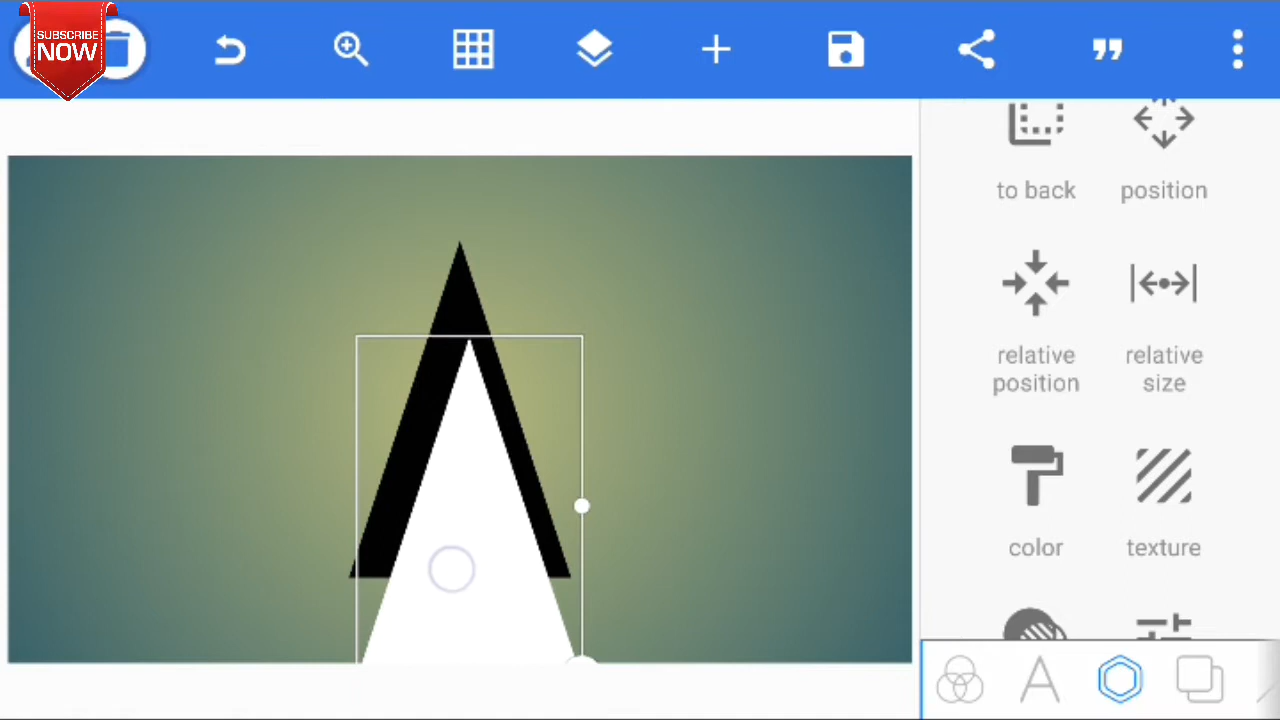 SUBSCRIBE
NOW
to back
position
relative
position
relative
size
color
texture